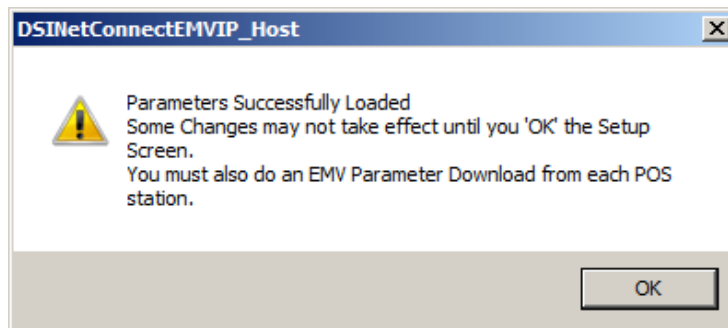 DSINetConnectEMVIP_Host
Parameters Successfully Loaded
Some Changes may not take effect until you 'OK' the Setup
Screen.
You must also do an EMV Parameter Download from each POS
station.
OK